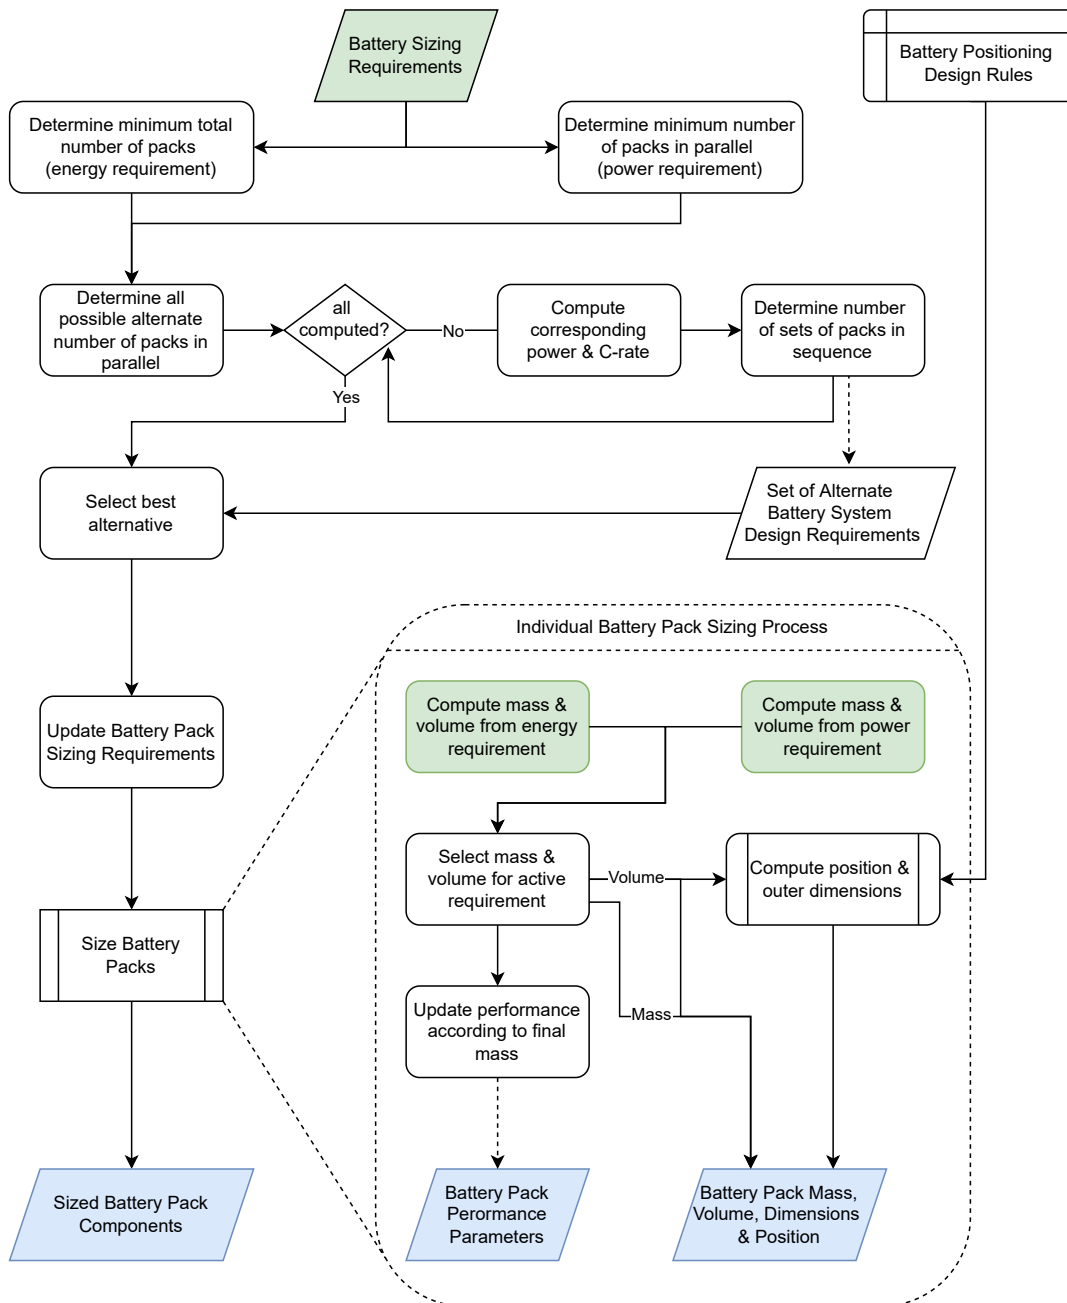 Battery Sizing
Requirements
Battery Positioning
Design Rules
Determine minimum total
number of packs
(energy requirement)
Determine minimum number
of packs in parallel
(power requirement)
Determine all
possible alternate
number of packs in
parallel
all
computed?
No
Compute
corresponding
power & C-rate
Determine number
of sets of packs in
sequence
Yes
Select best
alternative
Set of Alternate
Battery System
Design Requirements
Individual Battery Pack Sizing Process
Update Battery Pack
Sizing Requirements
Compute mass &
volume from energy
requirement
Compute mass &
volume from power
requirement
Select mass &
volume for active
requirement
Volume
Compute position &
outer dimensions
Size Battery
Packs
Update performance
according to final
mass
Mass
Sized Battery Pack
Components
Battery Pack
Perormance
Parameters
Battery Pack Mass,
Volume, Dimensions
& Position